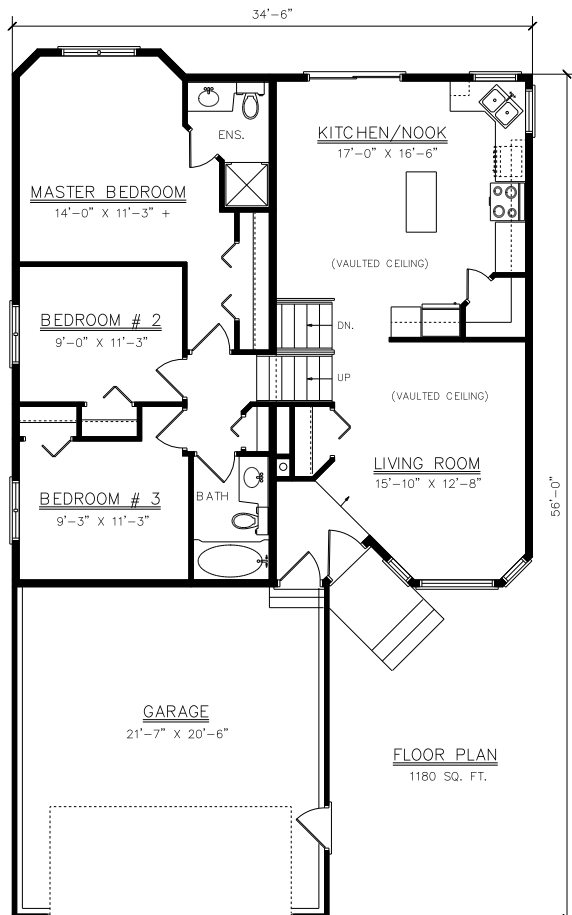 34'-6"
KITCHEN/NOOK
17'-0" X 16'-6"
ENS.
MASTER BEDROOM
14'-0" X 11'-3" +
(VAULTED CEILING)
BEDROOM # 2
9'-0" X 11'-3"
DN.
UP
(VAULTED CEILING)
LIVING ROOM
15'-10" X 12'-8"
BEDROOM # 3
9'-3" X 11'-3"
BATH
56'-0"
GARAGE
21'-7" X 20'-6"
FLOOR PLAN
1180 SQ. FT.